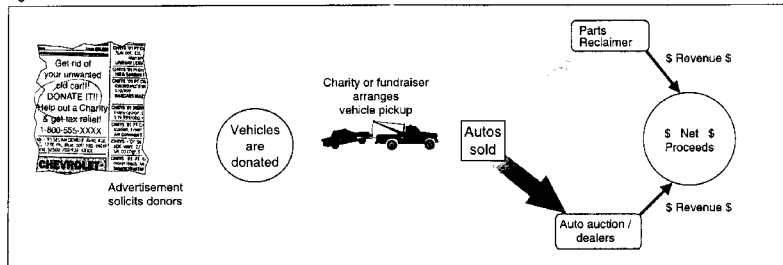 Get rid of
your unwanted
old car!!
DONATE IT!!
Help out a Charity
& get tax relief!
1-800-555-XXXX
CHEVROLET
Advertisement
solicits donors
Vehicles
are
donated
Charity or fundraiser
arranges
vehicle pickup
Autos
sold
Parts
Reclaimer
$ Revenue $
$ Net $
Proceeds
$ Revenue $
Auto auction /
dealers